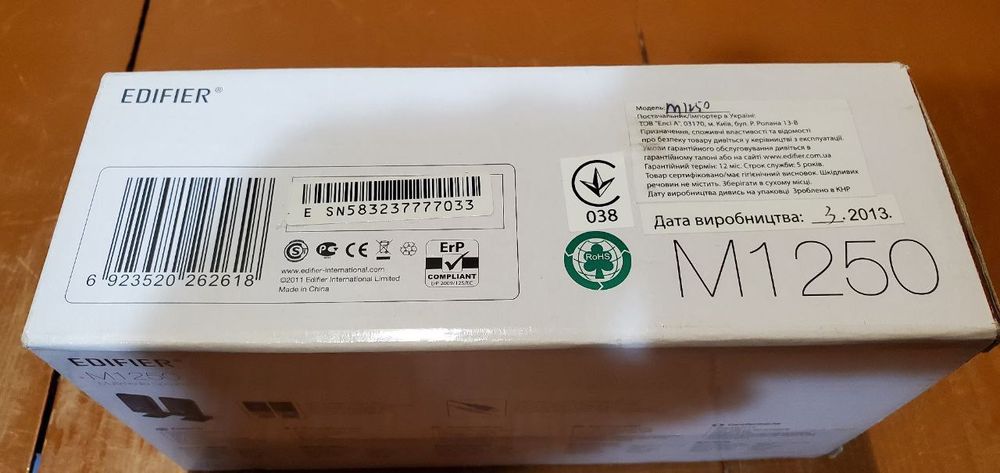 EDIFIER®
6 923520 262618
E SN583237777033
ErP
COMPLIANT
ErP 2009/125/EC
www.edifier-international.com
©2011 Edifier International Limited
Made in China
038
RoHS
Модель: M1250
Постачальник/Імпортер в Україні:
ТОВ "Елсі А", 03170, м. Київ, бул. Р. Ролана 13-В
Призначення, споживчі властивості та відомості
про безпеку товару дивіться у керівництві з експлуатації.
Умови гарантійного обслуговування дивіться в
гарантійному талоні або на сайті www.edifier.com.ua
Гарантійний термін: 12 міс. Строк служби: 5 років.
Товар сертифіковано/має гігієнічний висновок. Шкідливих
речовин не містить. Зберігати в сухому місці.
Дату виробництва дивись на упаковці Зроблено в КНР
Дата виробництва: 3. 2013.
M1250
EDIFIER
M1250